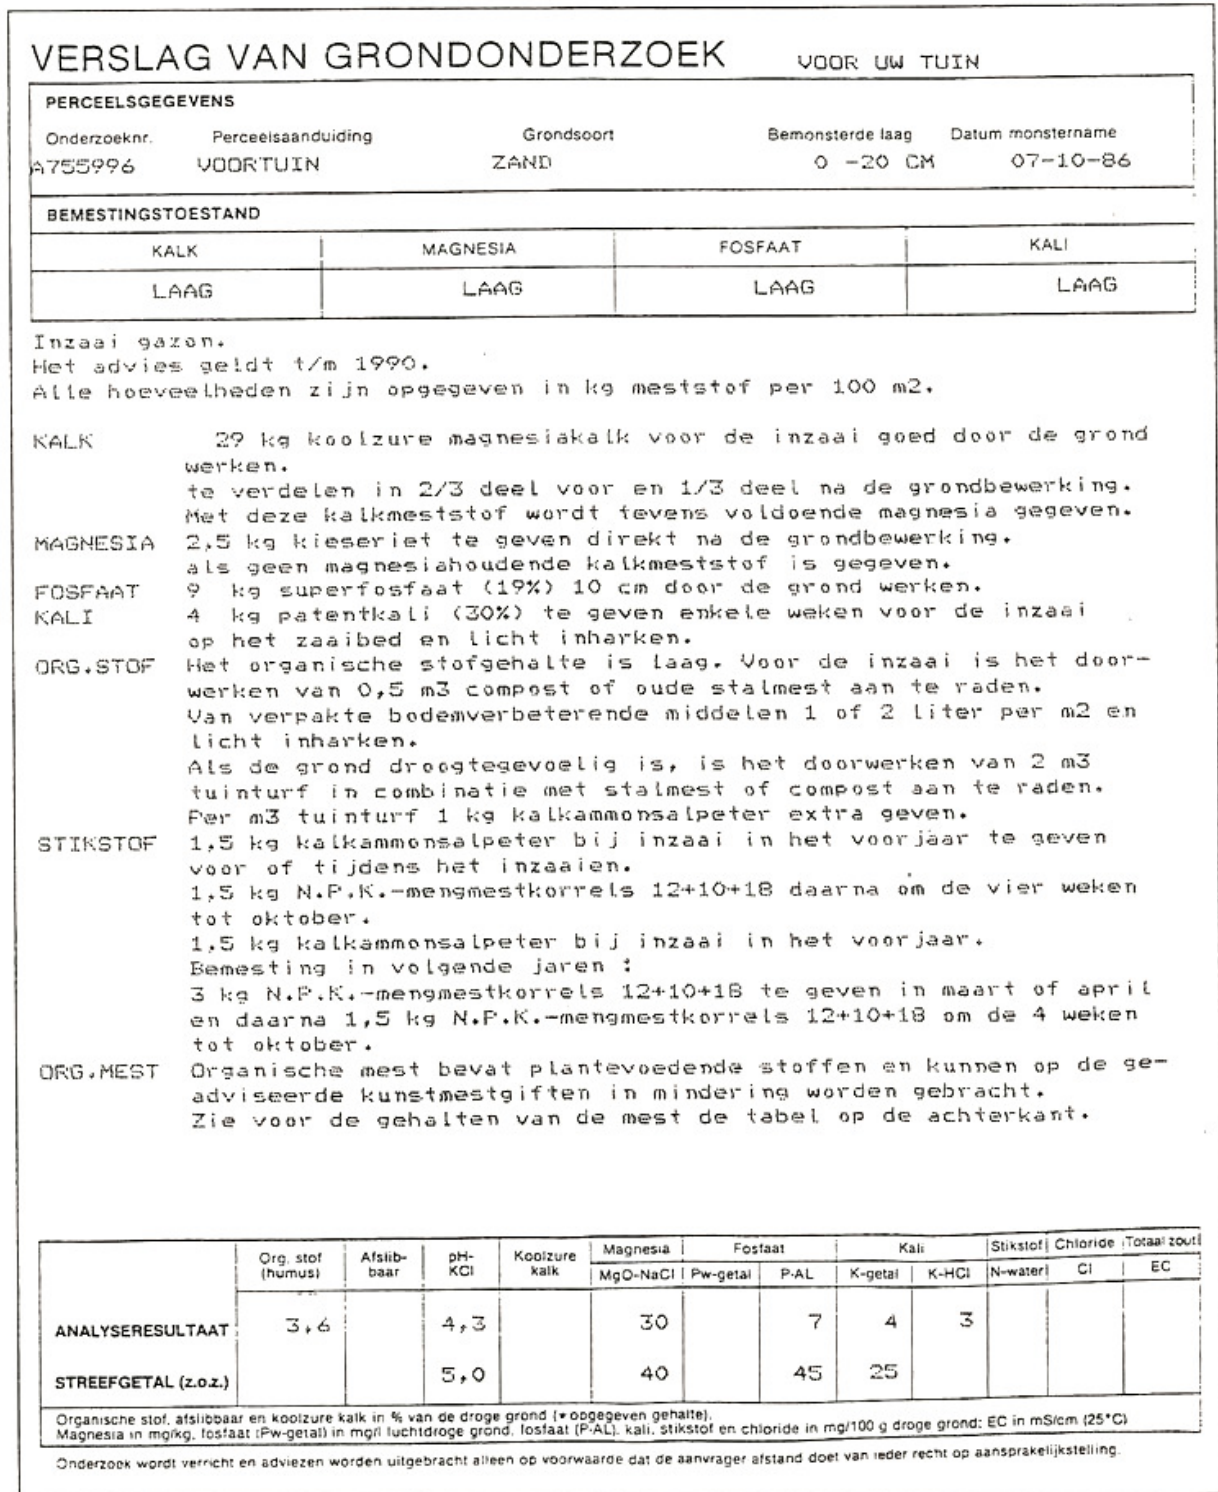 VERSLAG VAN GRONDONDERZOEK VOOR UW TUIN
PERCEELSGEGEVENS
Onderzoeknr. Perceelsaanduiding Grondsoort Bemonsterde laag Datum monstername
A755996 VOORTUIN ZAND 0 -20 CM 07-10-86
BEMESTINGSTOESTAND
KALK MAGNESIA FOSFAAT KALI
LAAG LAAG LAAG LAAG
Inzaai gazon.
Het advies geldt t/m 1990.
Alle hoeveelheden zijn opgegeven in kg meststof per 100 m2.
KALK 29 kg koolzure magnesiakalk voor de inzaai goed door de grond
werken.
te verdelen in 2/3 deel voor en 1/3 deel na de grondbewerking.
Met deze kalkmeststof wordt tevens voldoende magnesia gegeven.
MAGNESIA 2,5 kg kieseriet te geven direkt na de grondbewerking.
als geen magnesiahoudende kalkmeststof is gegeven.
FOSFAAT 9 kg superfosfaat (19%) 10 cm door de grond werken.
KALI 4 kg patentkali (30%) te geven enkele weken voor de inzaai
op het zaaibed en licht inharken.
ORG.STOF Het organische stofgehalte is laag. Voor de inzaai is het door-
werken van 0,5 m3 compost of oude stalmest aan te raden.
Van verpakte bodemverbeterende middelen 1 of 2 liter per m2 en
licht inharken.
Als de grond droogtegevoelig is, is het doorwerken van 2 m3
tuinturf in combinatie met stalmest of compost aan te raden.
Per m3 tuinturf 1 kg kalkammonsalpeter extra geven.
STIKSTOF 1,5 kg kalkammonsalpeter bij inzaai in het voorjaar te geven
voor of tijdens het inzaaien.
1,5 kg N.P.K.-mengmestkorrels 12+10+18 daarna om de vier weken
tot oktober.
1,5 kg kalkammonsalpeter bij inzaai in het voorjaar.
Bemesting in volgende jaren :
3 kg N.P.K.-mengmestkorrels 12+10+18 te geven in maart of april
en daarna 1,5 kg N.P.K.-mengmestkorrels 12+10+18 om de 4 weken
tot oktober.
ORG.MEST Organische mest bevat plantevoedende stoffen en kunnen op de ge-
adviseerde kunstmestgiften in mindering worden gebracht.
Zie voor de gehalten van de mest de tabel op de achterkant.
Org. stof (humus) Afslib-baar pH-KCl Koolzure kalk Magnesia Fosfaat Kali Stikstof Chloride Totaal zout
MgO-NaCl Pw-getal P-AL K-getal K-HCl N-water Cl EC
ANALYSERESULTAAT 3,6 4,3 30 7 4 3
STREEFGETAL (z.o.z.) 5,0 40 45 25
Organische stof, afslibbaar en koolzure kalk in % van de droge grond (* opgegeven gehalte).
Magnesia in mg/kg, fosfaat (Pw-getal) in mg/l luchtdroge grond, fosfaat (P-AL), kali, stikstof en chloride in mg/100 g droge grond; EC in mS/cm (25°C)
Onderzoek wordt verricht en adviezen worden uitgebracht alleen op voorwaarde dat de aanvrager afstand doet van ieder recht op aansprakelijkstelling.